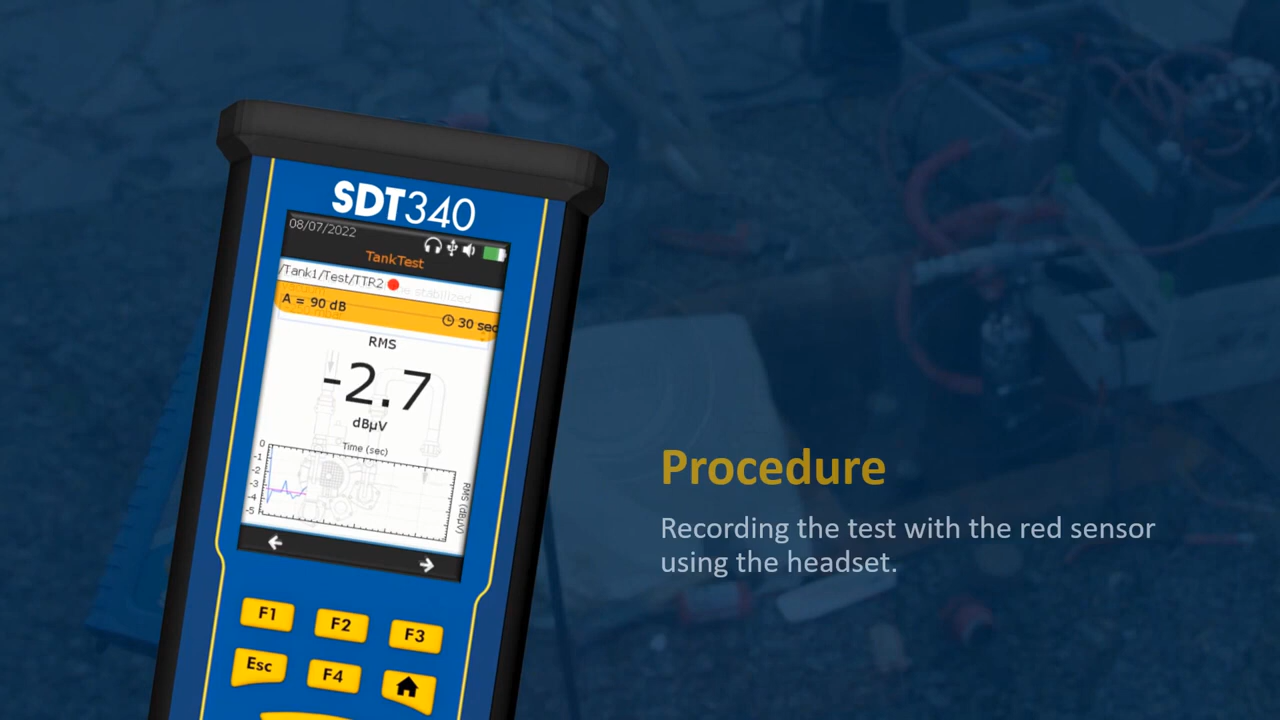 SDT340
08/07/2022
TankTest
/Tank1/Test/TTR2
A = 90 dB
30 sec
RMS
-2.7
dBµV
Time (sec)
0
-1
-2
-3
-4
-5
RMS (dBµV)
F1
F2
F3
Esc
F4
Procedure
Recording the test with the red sensor
using the headset.